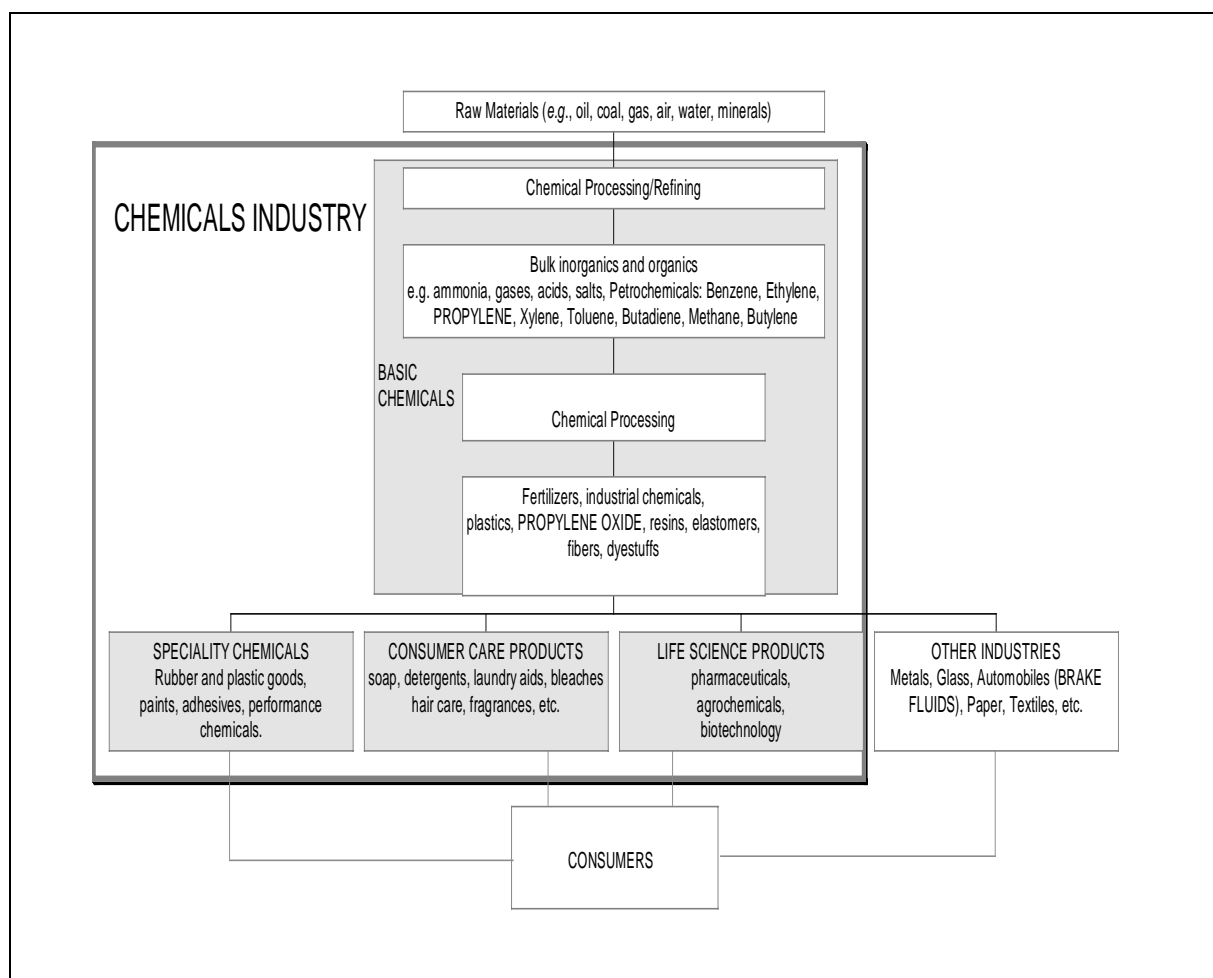 Raw Materials (e.g., oil, coal, gas, air, water, minerals)
CHEMICALS INDUSTRY
Chemical Processing/Refining
Bulk inorganics and organics
e.g. ammonia, gases, acids, salts, Petrochemicals: Benzene, Ethylene,
PROPYLENE, Xylene, Toluene, Butadiene, Methane, Butylene
BASIC
CHEMICALS
Chemical Processing
Fertilizers, industrial chemicals,
plastics, PROPYLENE OXIDE, resins, elastomers,
fibers, dyestuffs
SPECIALITY CHEMICALS
Rubber and plastic goods,
paints, adhesives, performance
chemicals.
CONSUMER CARE PRODUCTS
soap, detergents, laundry aids, bleaches
hair care, fragrances, etc.
LIFE SCIENCE PRODUCTS
pharmaceuticals,
agrochemicals,
biotechnology
OTHER INDUSTRIES
Metals, Glass, Automobiles (BRAKE
FLUIDS), Paper, Textiles, etc.
CONSUMERS